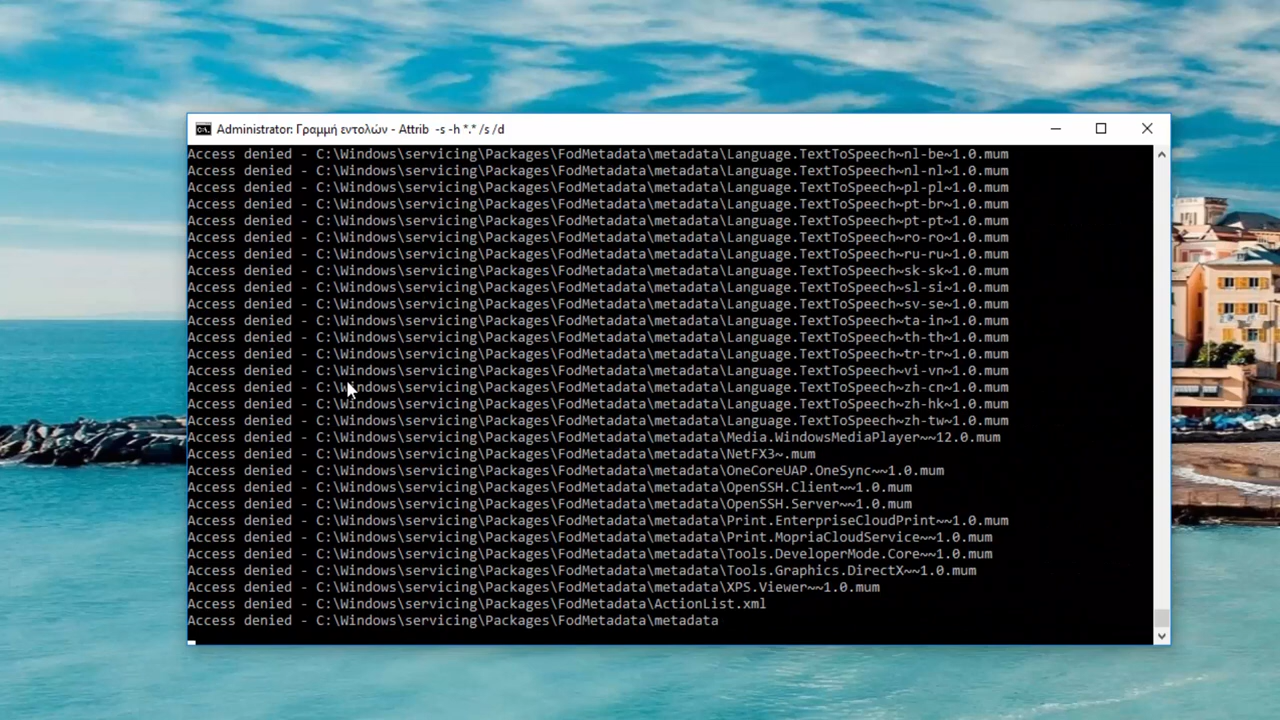 Administrator: Γραμμή εντολών - Attrib -s -h *.* /s /d
Access denied - C:\Windows\servicing\Packages\FodMetadata\metadata\Language.TextToSpeech~nl-be~1.0.mum
Access denied - C:\Windows\servicing\Packages\FodMetadata\metadata\Language.TextToSpeech~nl-nl~1.0.mum
Access denied - C:\Windows\servicing\Packages\FodMetadata\metadata\Language.TextToSpeech~pl-pl~1.0.mum
Access denied - C:\Windows\servicing\Packages\FodMetadata\metadata\Language.TextToSpeech~pt-br~1.0.mum
Access denied - C:\Windows\servicing\Packages\FodMetadata\metadata\Language.TextToSpeech~pt-pt~1.0.mum
Access denied - C:\Windows\servicing\Packages\FodMetadata\metadata\Language.TextToSpeech~ro-ro~1.0.mum
Access denied - C:\Windows\servicing\Packages\FodMetadata\metadata\Language.TextToSpeech~ru-ru~1.0.mum
Access denied - C:\Windows\servicing\Packages\FodMetadata\metadata\Language.TextToSpeech~sk-sk~1.0.mum
Access denied - C:\Windows\servicing\Packages\FodMetadata\metadata\Language.TextToSpeech~sl-si~1.0.mum
Access denied - C:\Windows\servicing\Packages\FodMetadata\metadata\Language.TextToSpeech~sv-se~1.0.mum
Access denied - C:\Windows\servicing\Packages\FodMetadata\metadata\Language.TextToSpeech~ta-in~1.0.mum
Access denied - C:\Windows\servicing\Packages\FodMetadata\metadata\Language.TextToSpeech~th-th~1.0.mum
Access denied - C:\Windows\servicing\Packages\FodMetadata\metadata\Language.TextToSpeech~tr-tr~1.0.mum
Access denied - C:\Windows\servicing\Packages\FodMetadata\metadata\Language.TextToSpeech~vi-vn~1.0.mum
Access denied - C:\Windows\servicing\Packages\FodMetadata\metadata\Language.TextToSpeech~zh-cn~1.0.mum
Access denied - C:\Windows\servicing\Packages\FodMetadata\metadata\Language.TextToSpeech~zh-hk~1.0.mum
Access denied - C:\Windows\servicing\Packages\FodMetadata\metadata\Language.TextToSpeech~zh-tw~1.0.mum
Access denied - C:\Windows\servicing\Packages\FodMetadata\metadata\Media.WindowsMediaPlayer~~12.0.mum
Access denied - C:\Windows\servicing\Packages\FodMetadata\metadata\NetFX3~.mum
Access denied - C:\Windows\servicing\Packages\FodMetadata\metadata\OneCoreUAP.OneSync~~1.0.mum
Access denied - C:\Windows\servicing\Packages\FodMetadata\metadata\OpenSSH.Client~~1.0.mum
Access denied - C:\Windows\servicing\Packages\FodMetadata\metadata\OpenSSH.Server~~1.0.mum
Access denied - C:\Windows\servicing\Packages\FodMetadata\metadata\Print.EnterpriseCloudPrint~~1.0.mum
Access denied - C:\Windows\servicing\Packages\FodMetadata\metadata\Print.MopriaCloudService~~1.0.mum
Access denied - C:\Windows\servicing\Packages\FodMetadata\metadata\Tools.DeveloperMode.Core~~1.0.mum
Access denied - C:\Windows\servicing\Packages\FodMetadata\metadata\Tools.Graphics.DirectX~~1.0.mum
Access denied - C:\Windows\servicing\Packages\FodMetadata\metadata\XPS.Viewer~~1.0.mum
Access denied - C:\Windows\servicing\Packages\FodMetadata\ActionList.xml
Access denied - C:\Windows\servicing\Packages\FodMetadata\metadata